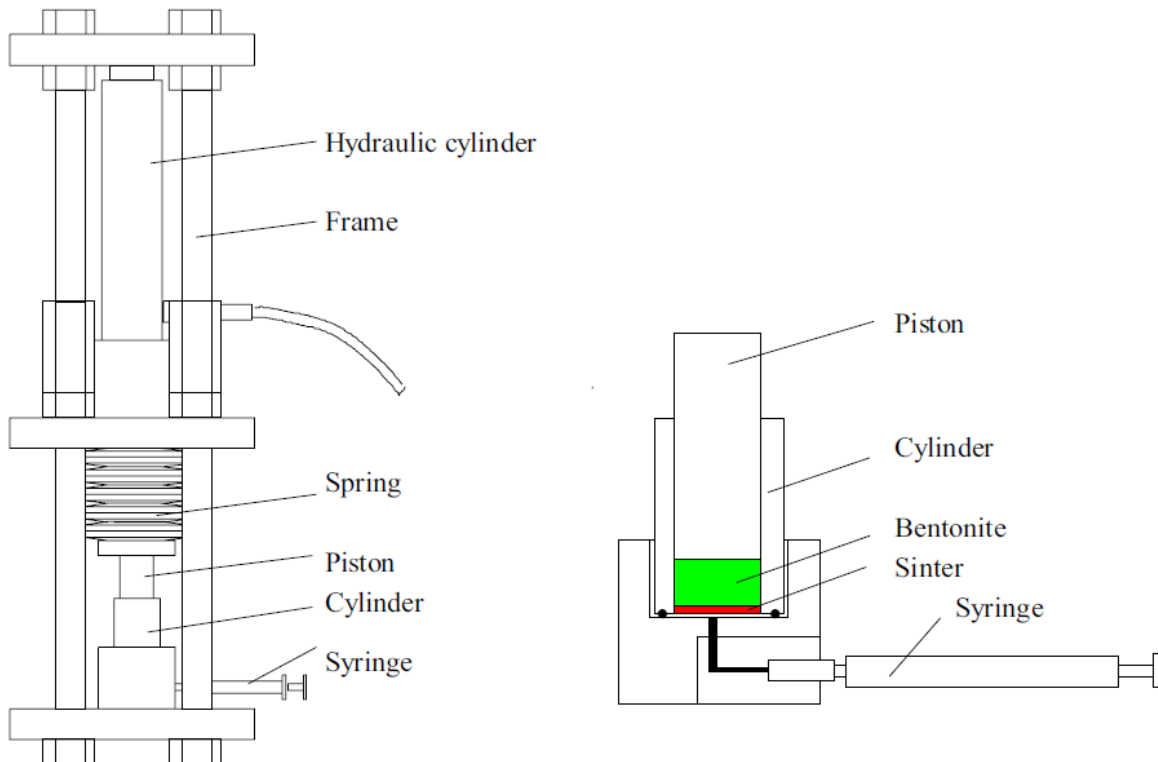 Hydraulic cylinder
Frame
Spring
Piston
Cylinder
Syringe
Piston
Cylinder
Bentonite
Sinter
Syringe